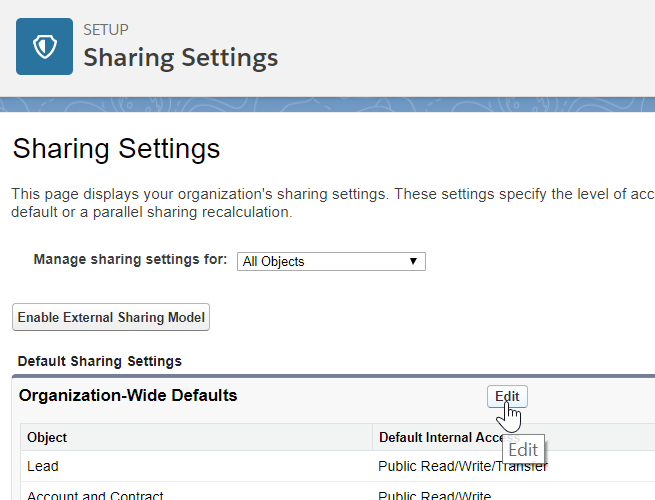 SETUP
Sharing Settings
Sharing Settings
This page displays your organization's sharing settings. These settings specify the level of acc
default or a parallel sharing recalculation.
Manage sharing settings for: All Objects
Enable External Sharing Model
Default Sharing Settings
Organization-Wide Defaults Edit
Object Default Internal Access
Edit
Lead Public Read/Write/Transfer
Account and Contract Public Read/Write